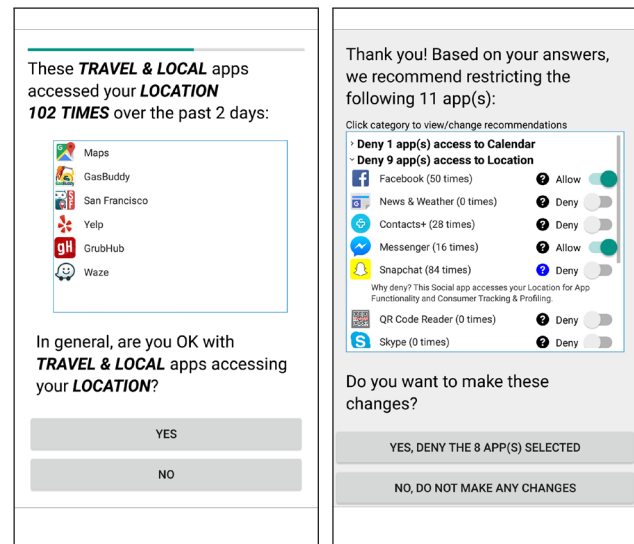 These TRAVEL & LOCAL apps
accessed your LOCATION
102 TIMES over the past 2 days:
Maps
GasBuddy
San Francisco
Yelp
gH GrubHub
Waze
In general, are you OK with
TRAVEL & LOCAL apps accessing
your LOCATION?
YES
NO
Thank you! Based on your answers,
we recommend restricting the
following 11 app(s):
Click category to view/change recommendations
Deny 1 app(s) access to Calendar
Deny 9 app(s) access to Location
Facebook (50 times) ? Allow
News & Weather (0 times) ? Deny
Contacts+ (28 times) ? Deny
Messenger (16 times) ? Allow
Snapchat (84 times) ? Deny
Why deny? This Social app accesses your Location for App
Functionality and Consumer Tracking & Profiling.
QR Code Reader (0 times) ? Deny
Skype (0 times) ? Deny
Do you want to make these
changes?
YES, DENY THE 8 APP(S) SELECTED
NO, DO NOT MAKE ANY CHANGES